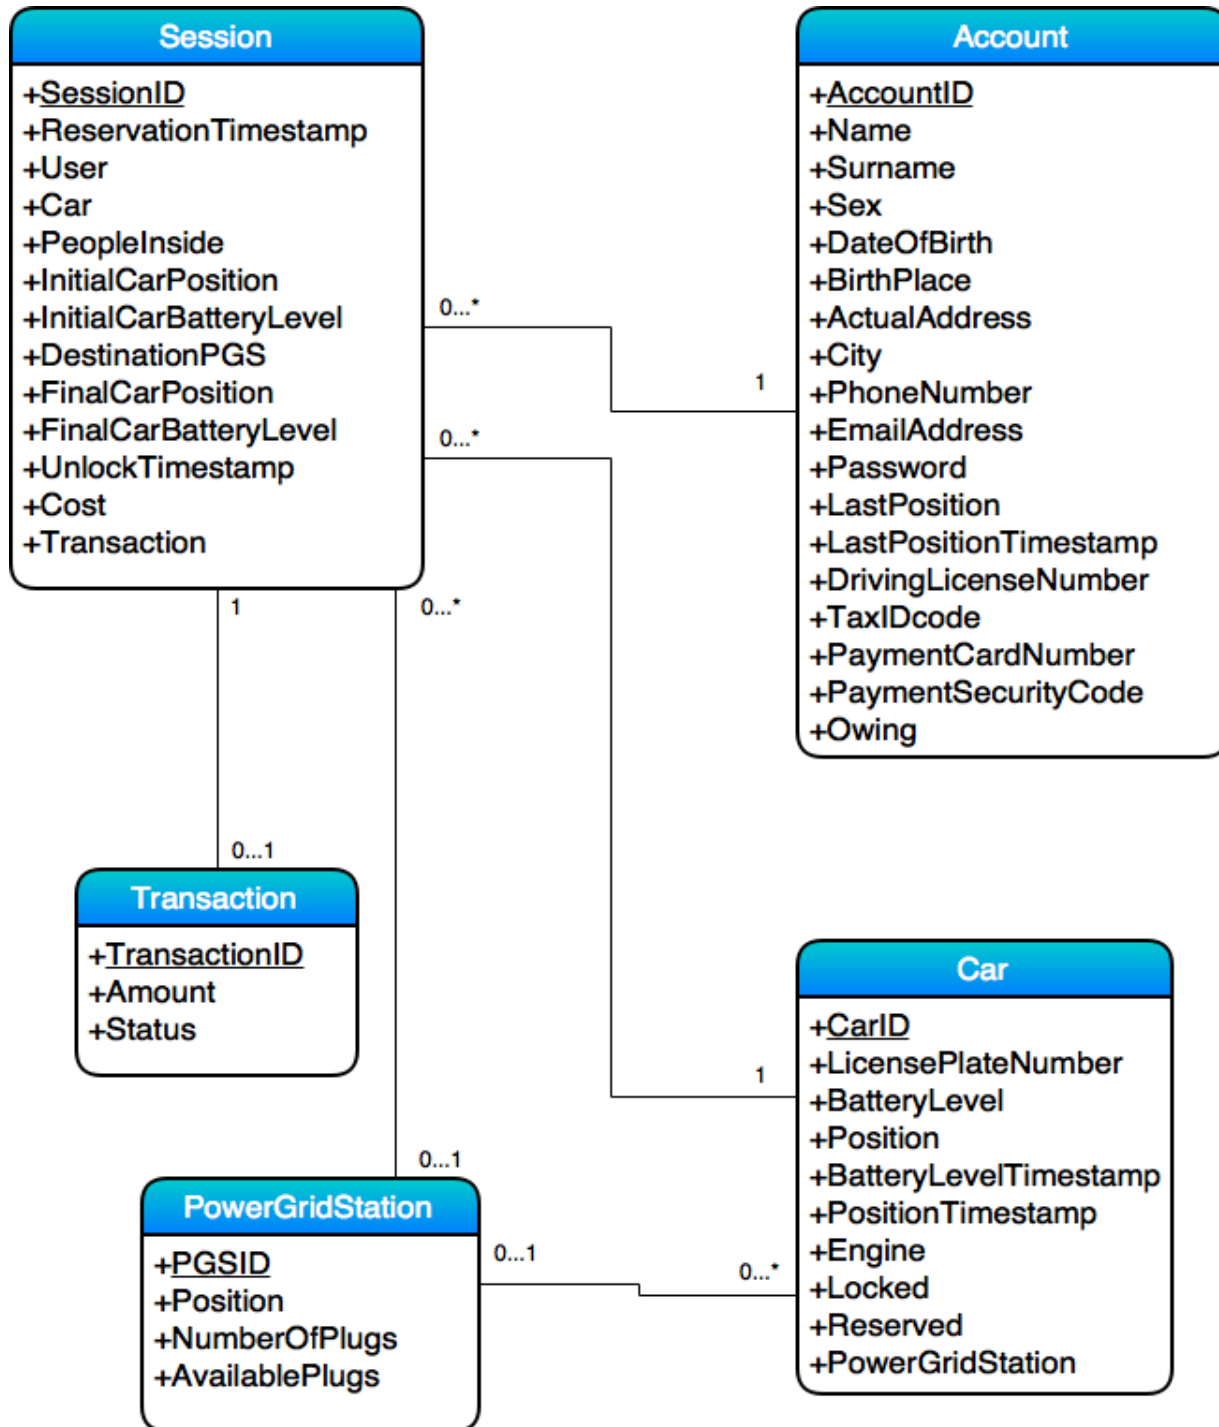 Session
+SessionID
+ReservationTimestamp
+User
+Car
+PeopleInside
+InitialCarPosition
+InitialCarBatteryLevel
+DestinationPGS
+FinalCarPosition
+FinalCarBatteryLevel
+UnlockTimestamp
+Cost
+Transaction
Account
+AccountID
+Name
+Surname
+Sex
+DateOfBirth
+BirthPlace
+ActualAddress
+City
+PhoneNumber
+EmailAddress
+Password
+LastPosition
+LastPositionTimestamp
+DrivingLicenseNumber
+TaxIDcode
+PaymentCardNumber
+PaymentSecurityCode
+Owing
0...*
1
0...*
1
0...*
0...1
Transaction
+TransactionID
+Amount
+Status
Car
+CarID
+LicensePlateNumber
+BatteryLevel
+Position
+BatteryLevelTimestamp
+PositionTimestamp
+Engine
+Locked
+Reserved
+PowerGridStation
1
0...1
PowerGridStation
+PGSID
+Position
+NumberOfPlugs
+AvailablePlugs
0...1
0...*